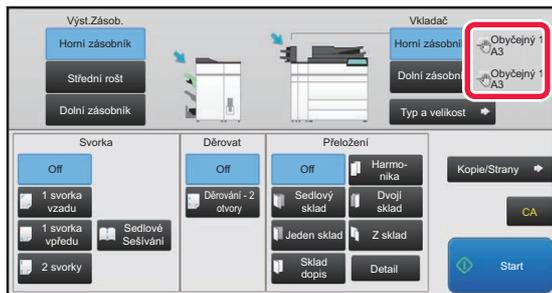 Výst.Zásob.
Vkladač
Horní zásobník
Střední rošt
Dolní zásobník
Horní zásobník
Obyčejný 1
A3
Dolní zásobník
Obyčejný 1
A3
Typ a velikost
Svorka
Děrovat
Přeložení
Off
1 svorka
vzadu
1 svorka
vpředu
Sedlové
Sešívání
2 svorky
Off
Děrování - 2
otvory
Off
Harmo-
nika
Sedlový
sklad
Dvojí
sklad
Jeden sklad
Z sklad
Sklad
dopis
Detail
Kopie/Strany
CA
Start